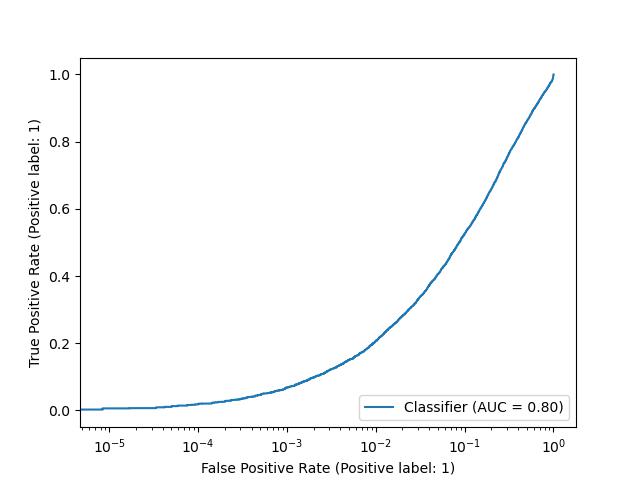 1.0
0.8
0.6
0.4
0.2
0.0
True Positive Rate (Positive label: 1)
Classifier (AUC = 0.80)
10⁻⁵ 10⁻⁴ 10⁻³ 10⁻² 10⁻¹ 10⁰
False Positive Rate (Positive label: 1)